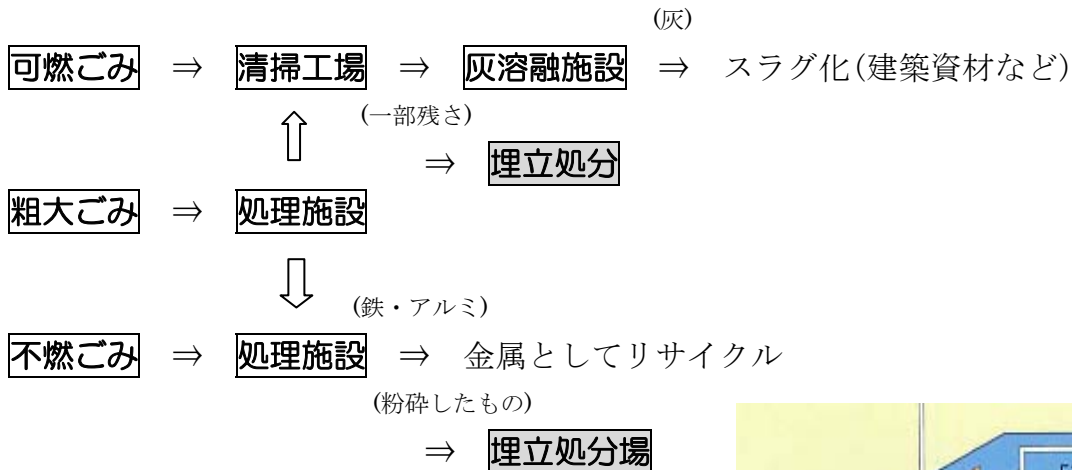 (灰)
可燃ごみ ⇒ 清掃工場 ⇒ 灰溶融施設 ⇒ スラグ化(建築資材など)
(一部残さ)
⇒ 埋立処分
粗大ごみ ⇒ 処理施設
(鉄・アルミ)
不燃ごみ ⇒ 処理施設 ⇒ 金属としてリサイクル
(粉砕したもの)
⇒ 埋立処分場